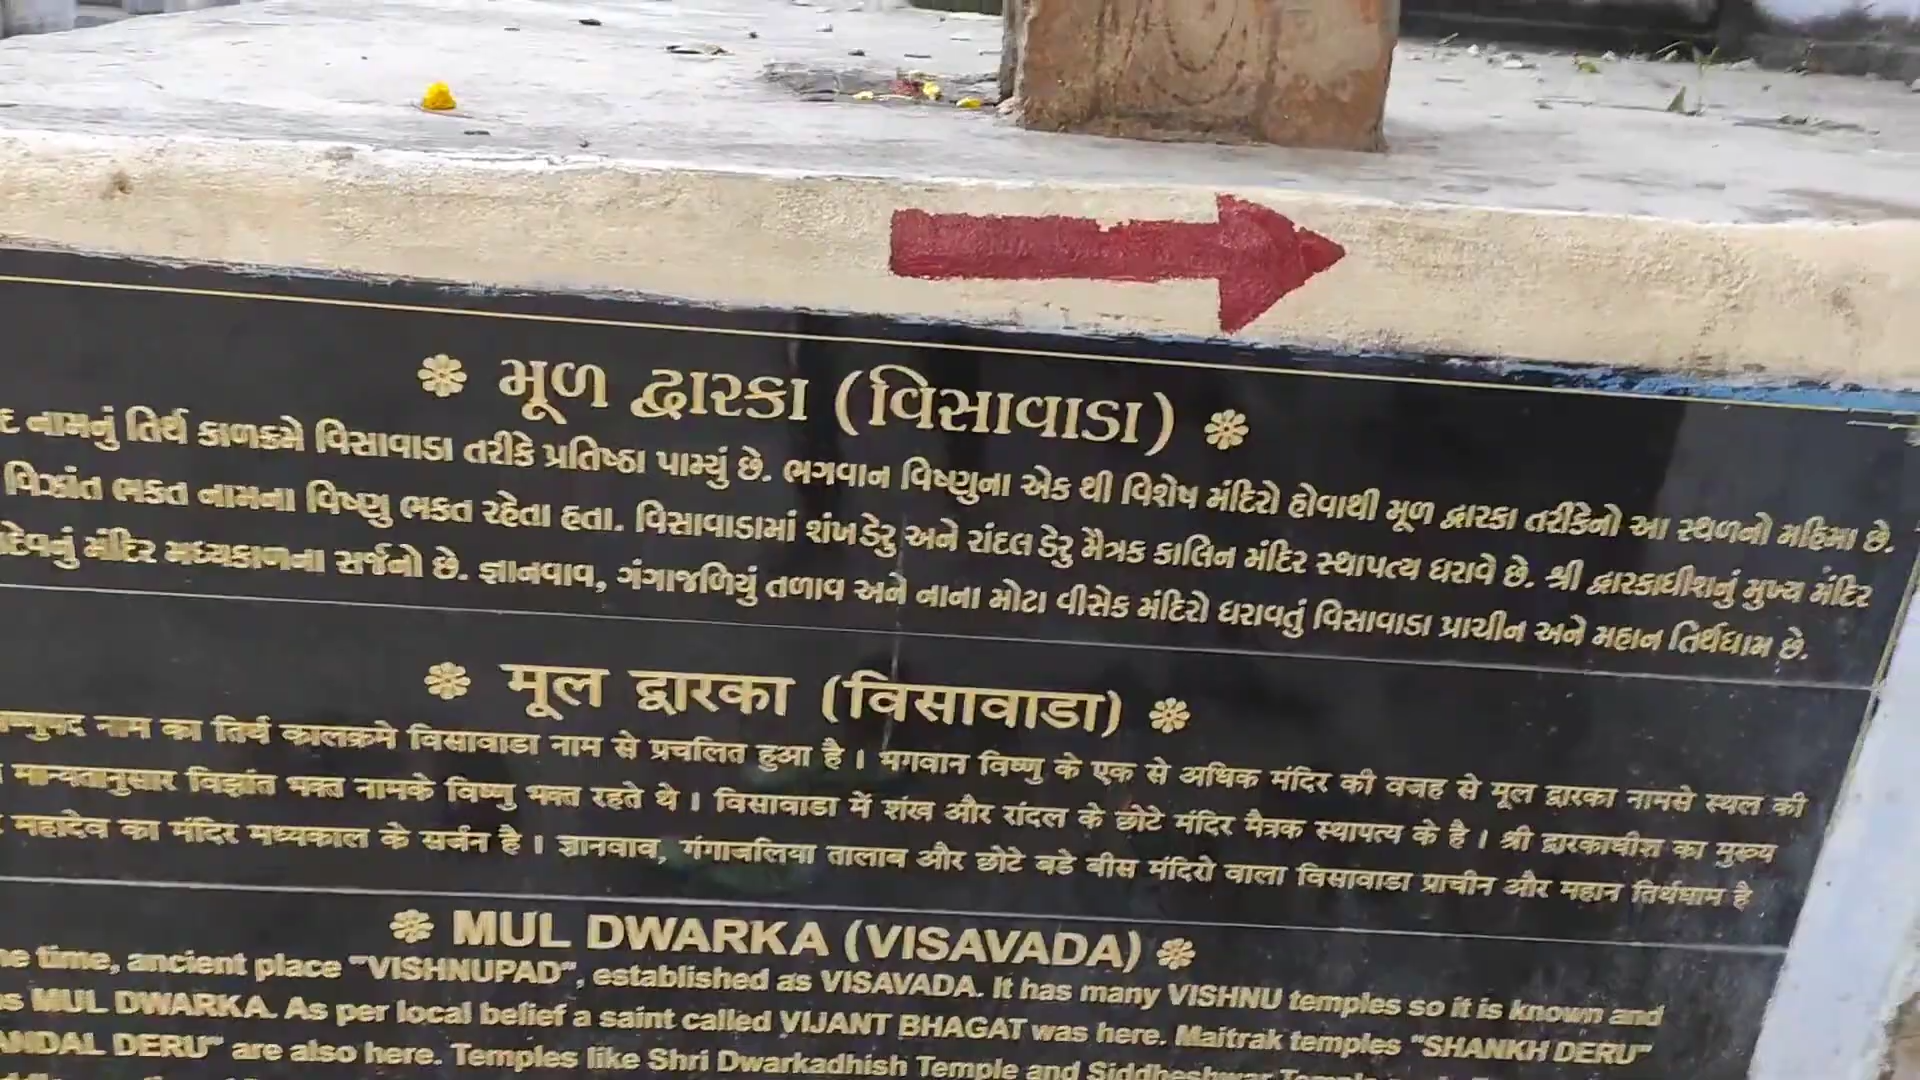 મૂળ દ્વારકા (વિસાવાડા)
નામનું તિર્થ કાળક્રમે વિસાવાડા તરીકે પ્રતિષ્ઠા પામ્યું છે. ભગવાન વિષ્ણુના એક થી વિશેષ મંદિરો હોવાથી મૂળ દ્વારકા તરીકેનો આ સ્થળનો મહિમા છે.
વિઝાંત ભકત નામના વિષ્ણુ ભકત રહેતા હતા. વિસાવાડામાં શંખડેરુ અને રાંદલ ડેરુ મૈત્રક કાલિન મંદિર સ્થાપત્ય ધરાવે છે. શ્રી દ્વારકાધીશનું મુખ્ય મંદિર
મંદિર મધ્યકાળના સર્જનો છે. જ્ઞાનવાવ, ગંગાજળિયું તળાવ અને નાના મોટા વીસેક મંદિરો ધરાવતું વિસાવાડા પ્રાચીન અને મહાન તિર્થધામ છે.
मूल द्वारका (विसावाडा)
नाम का तिर्थ कालक्रमे विसावाडा नाम से प्रचलित हुआ है । भगवान विष्णु के एक से अधिक मंदिर की वजह से मूल द्वारका नामसे स्थल की
मान्यतानुसार विझांत भक्त नामके विष्णु भक्त रहते थे । विसावाडा में शंख और रांदल के छोटे मंदिर मैत्रक स्थापत्य के है । श्री द्वारकाधीश का मुख्य
महादेव का मंदिर मध्यकाल के सर्जन है । ज्ञानवाव, गंगाजलिया तालाब और छोटे बडे बीस मंदिरो वाला विसावाडा प्राचीन और महान तिर्थधाम है
MUL DWARKA (VISAVADA)
time, ancient place "VISHNUPAD", established as VISAVADA. It has many VISHNU temples so it is known and
MUL DWARKA. As per local belief a saint called VIJANT BHAGAT was here. Maitrak temples "SHANKH DERU"
DERU" are also here. Temples like Shri Dwarkadhish Temple and Siddheshwar